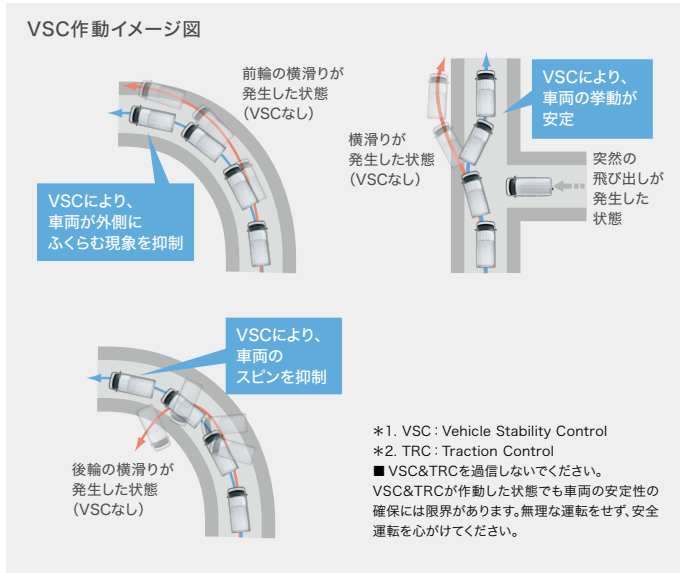 VSC作動イメージ図
前輪の横滑りが
発生した状態
（VSCなし）
VSCにより、
車両が外側に
ふくらむ現象を抑制
VSCにより、
車両の挙動が
安定
横滑りが
発生した状態
（VSCなし）
突然の
飛び出しが
発生した
状態
VSCにより、
車両の
スピンを抑制
後輪の横滑りが
発生した状態
（VSCなし）
＊1. VSC：Vehicle Stability Control
＊2. TRC：Traction Control
■VSC&TRCを過信しないでください。
VSC&TRCが作動した状態でも車両の安定性の
確保には限界があります。無理な運転をせず、安全
運転を心がけてください。